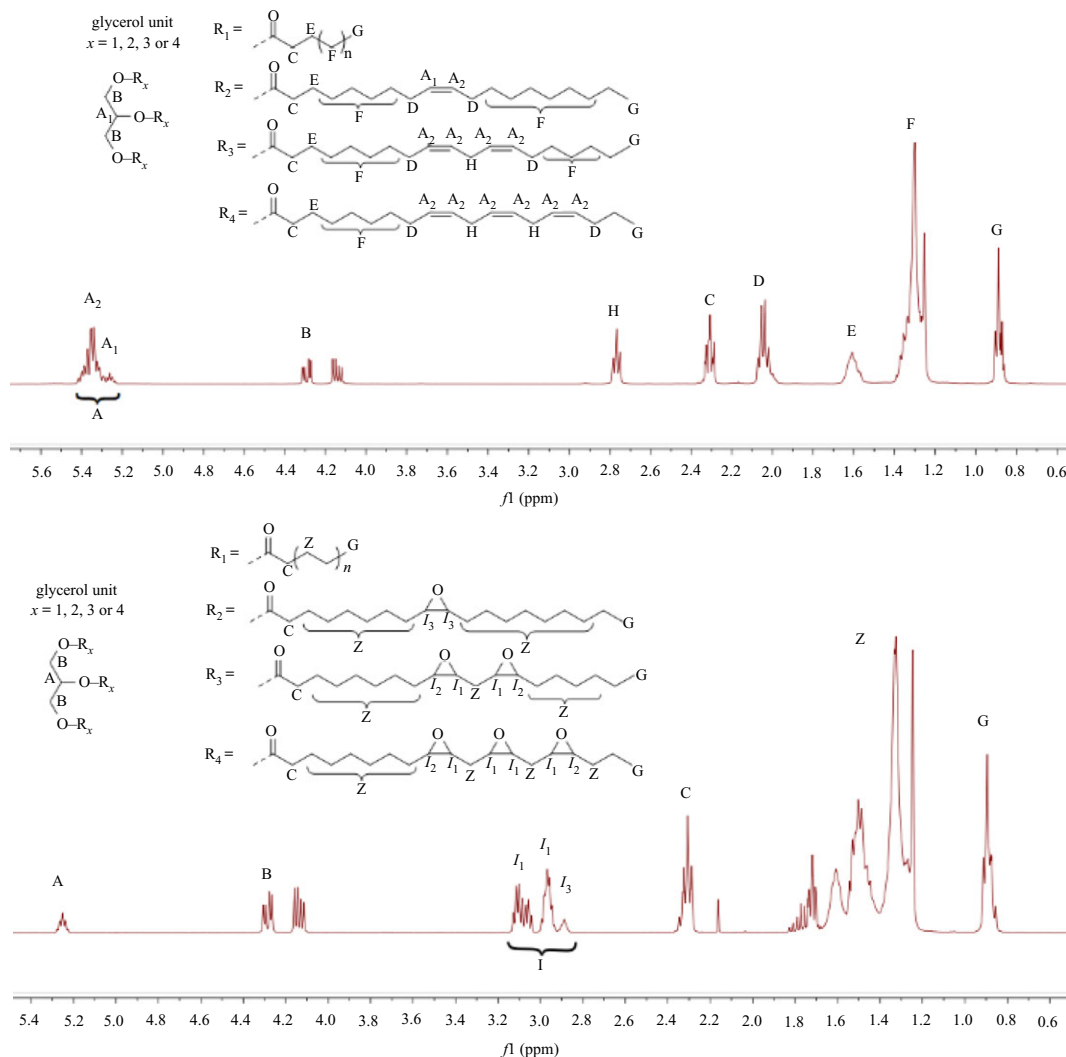 glycerol unit
x = 1, 2, 3 or 4
O–Rₓ
B
A₁
O–Rₓ
B
O–Rₓ
R₁ =
O
C
E
F
n
G
R₂ =
O
C
E
F
D
A₁
A₂
D
F
G
R₃ =
O
C
E
F
D
A₂
A₂
H
A₂
A₂
D
F
G
R₄ =
O
C
E
F
D
A₂
A₂
H
A₂
A₂
H
A₂
A₂
D
G
A₂
A₁
A
B
H
C
D
E
F
G
5.6 5.4 5.2 5.0 4.8 4.6 4.4 4.2 4.0 3.8 3.6 3.4 3.2 3.0 2.8 2.6 2.4 2.2 2.0 1.8 1.6 1.4 1.2 1.0 0.8 0.6
f1 (ppm)
glycerol unit
x = 1, 2, 3 or 4
O–Rₓ
B
A
O–Rₓ
B
O–Rₓ
R₁ =
O
C
Z
n
G
R₂ =
O
C
Z
O
I₃
I₃
Z
G
R₃ =
O
C
Z
O
I₂
I₁
Z
O
I₁
I₂
Z
G
R₄ =
O
C
Z
O
I₂
I₁
Z
O
I₁
I₁
Z
O
I₁
I₂
Z
G
A
B
I₁
I₁
I₃
I
C
Z
G
5.4 5.2 5.0 4.8 4.6 4.4 4.2 4.0 3.8 3.6 3.4 3.2 3.0 2.8 2.6 2.4 2.2 2.0 1.8 1.6 1.4 1.2 1.0 0.8 0.6
f1 (ppm)